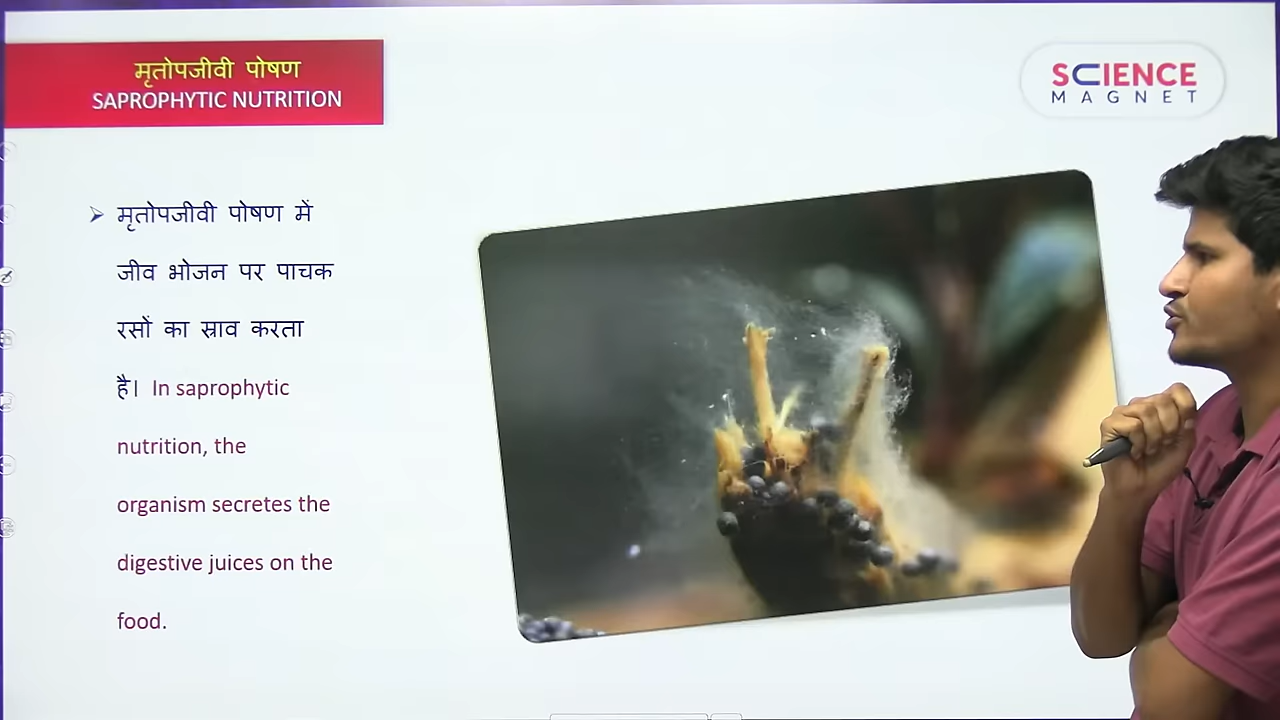 मृतोपजीवी पोषण
SAPROPHYTIC NUTRITION
SCIENCE
MAGNET
मृतोपजीवी पोषण में
जीव भोजन पर पाचक
रसों का स्राव करता
है। In saprophytic
nutrition, the
organism secretes the
digestive juices on the
food.